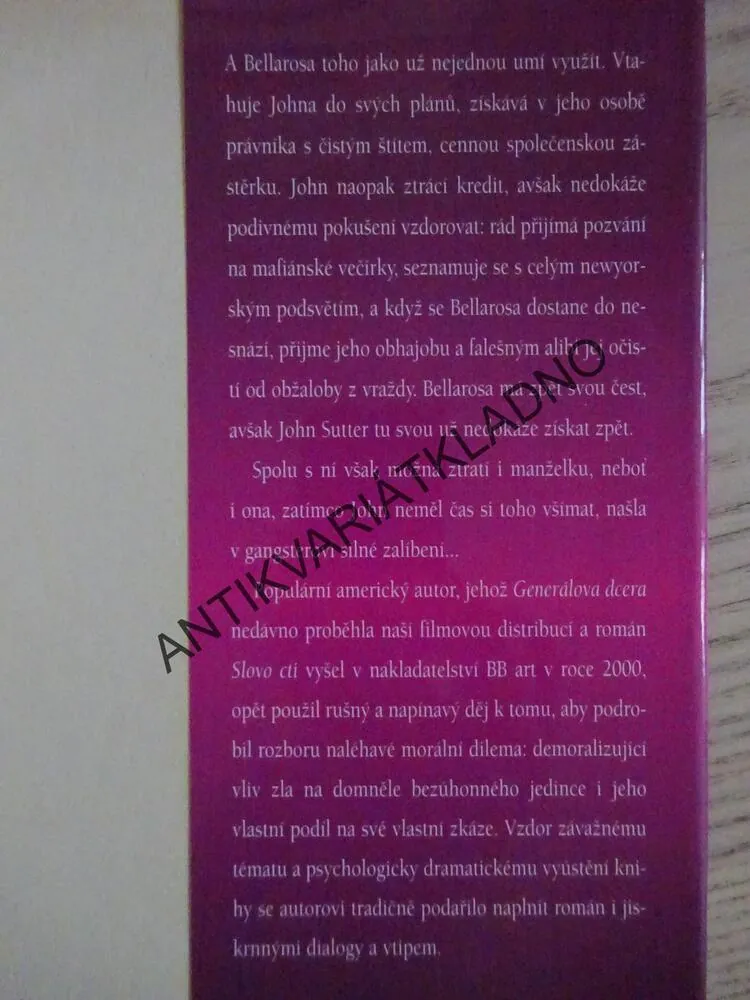 A Bellarosa toho jako už nejednou umí využít. Vta-
huje Johna do svých plánů, získává v jeho osobě
právníka s čistým štítem, cennou společenskou zá-
stěrku. John naopak ztrácí kredit, avšak nedokáže
podivnému pokušení vzdorovat: rád přijímá pozvání
na mafiánské večírky, seznamuje se s celým newyor-
ským podsvětím, a když se Bellarosa dostane do ne-
snází, přijme jeho obhajobu a falešným alibi jej očis-
tí od obžaloby z vraždy. Bellarosa má zpět svou čest,
avšak John Sutter tu svou už nedokáže získat zpět.
Spolu s ní však možná ztratí i manželku, neboť
i ona, zatímco John neměl čas si toho všímat, našla
v gangsterovi silné zalíbení...
Populární americký autor, jehož Generálova dcera
nedávno proběhla naší filmovou distribucí a román
Slovo cti vyšel v nakladatelství BB art v roce 2000,
opět použil rušný a napínavý děj k tomu, aby podro-
bil rozboru naléhavé morální dilema: demoralizující
vliv zla na domněle bezúhonného jedince i jeho
vlastní podíl na své vlastní zkáze. Vzdor závažnému
tématu a psychologicky dramatickému vyústění kni-
hy se autorovi tradičně podařilo naplnit román i jis-
krnnými dialogy a vtipem.
ANTIKVARIÁTKLADNO